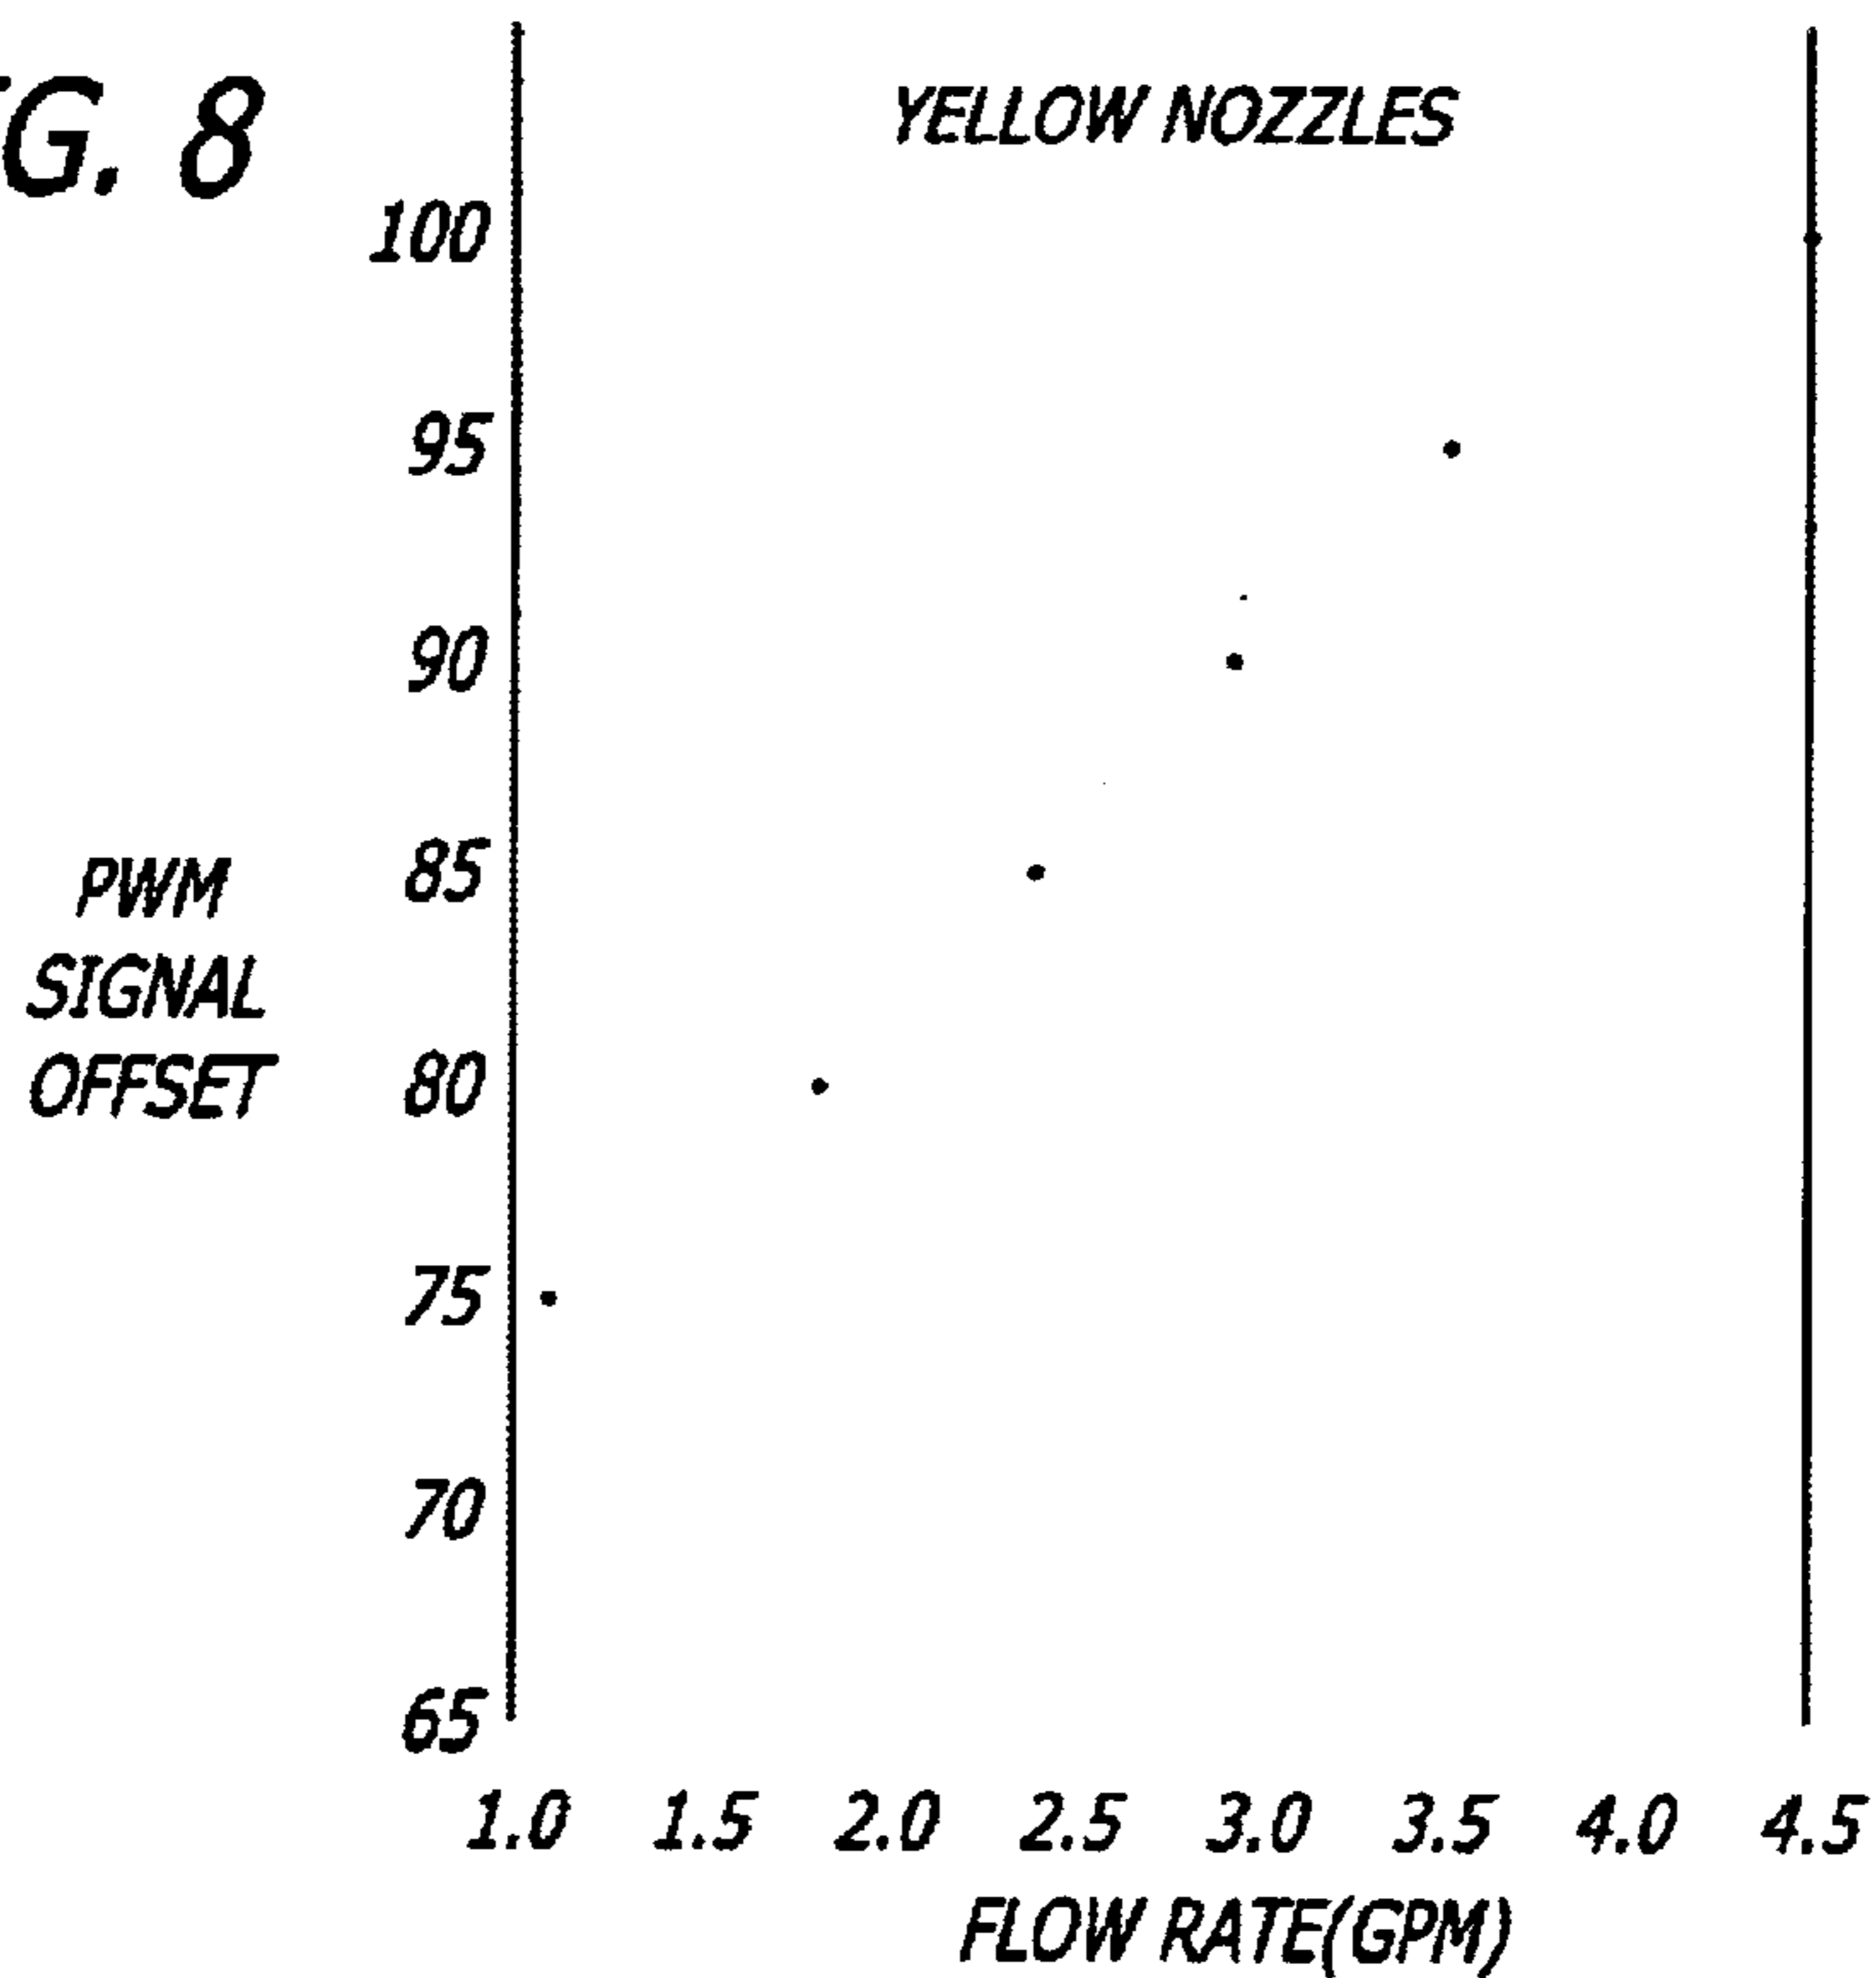 G. 8
YELLOW NOZZLES
100
95
90
85
PWM
SIGNAL
OFFSET
80
75
70
65
1.0 1.5 2.0 2.5 3.0 3.5 4.0 4.5
FLOW RATE(GPM)